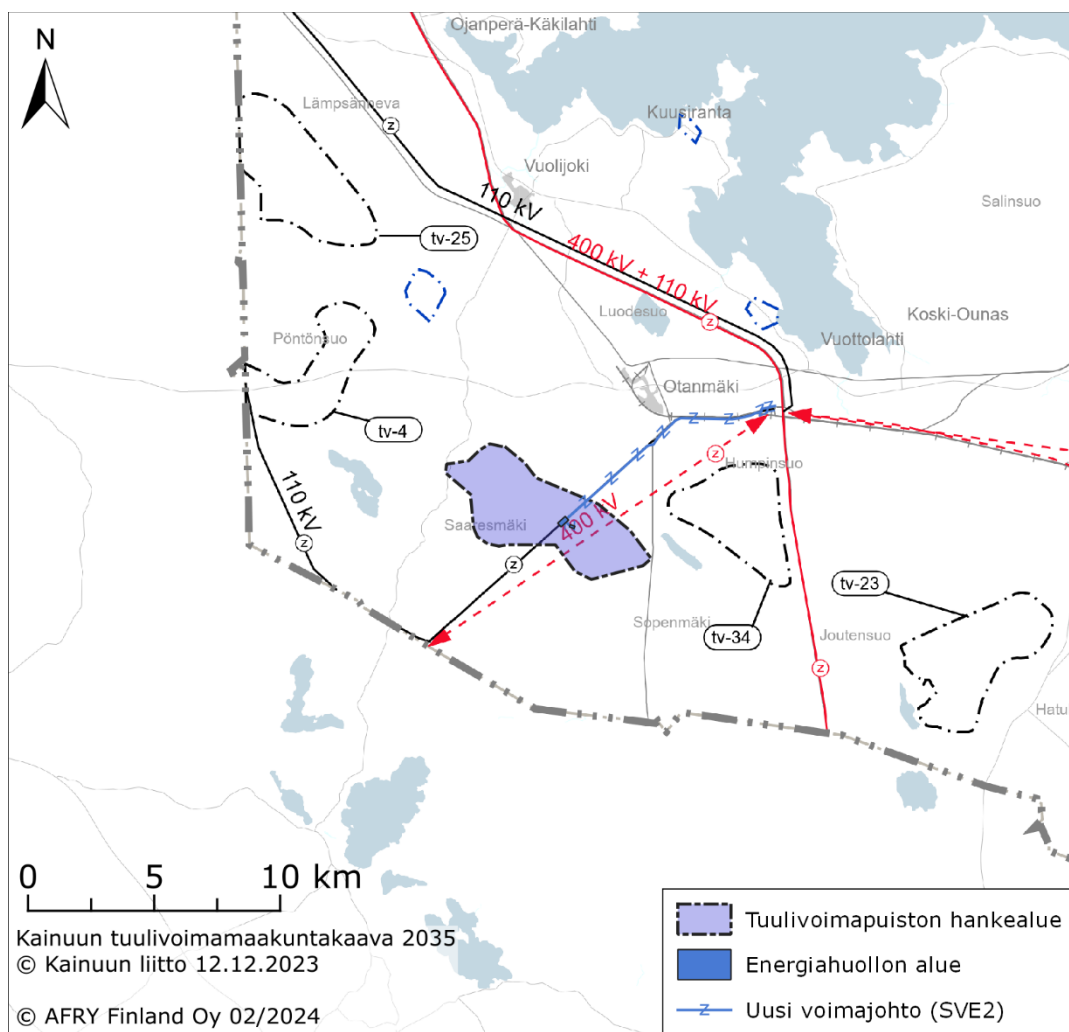 Ojanperä-Käkilahti
N
Lämpsänneva
z
Kuusiranta
Vuolijoki
110 kV
Salinsuo
tv-25
400 kV + 110 kV
Luodesuo
z
Koski-Ounas
Vuottolahti
Pöntönsuo
Otanmäki
tv-4
z
Humpinsuo
110 kV
Saaresmäki
400 kV
z
z
tv-23
Sopenmäki
tv-34
Joutensuo
z
Hatu
0 5 10 km
Kainuun tuulivoimamaakuntakaava 2035
© Kainuun liitto 12.12.2023
© AFRY Finland Oy 02/2024
Tuulivoimapuiston hankealue
Energiahuollon alue
z Uusi voimajohto (SVE2)